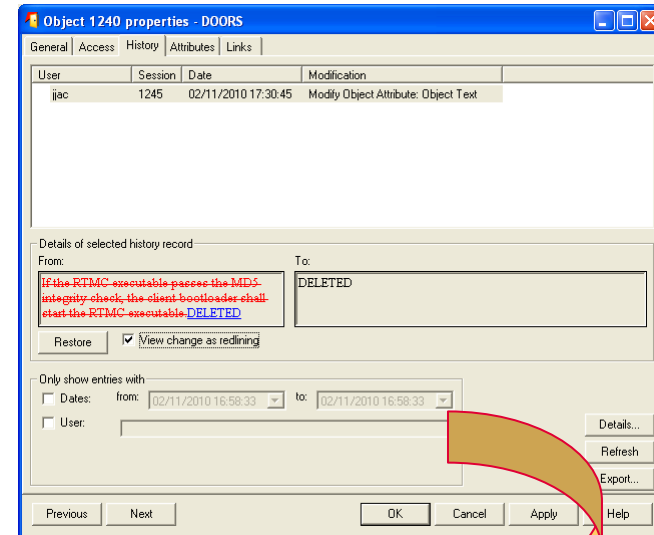 Object 1240 properties - DOORS
General Access History Attributes Links
User Session Date Modification
jjac 1245 02/11/2010 17:30:45 Modify Object Attribute: Object Text
Details of selected history record
From: To:
If the RTMC executable passes the MD5 DELETED
integrity check, the client bootloader shall
start the RTMC executable.DELETED
Restore View change as redlining
Only show entries with
Dates: from: 02/11/2010 16:58:33 to: 02/11/2010 16:58:33
User:
Details...
Refresh
Export...
Previous Next OK Cancel Apply Help